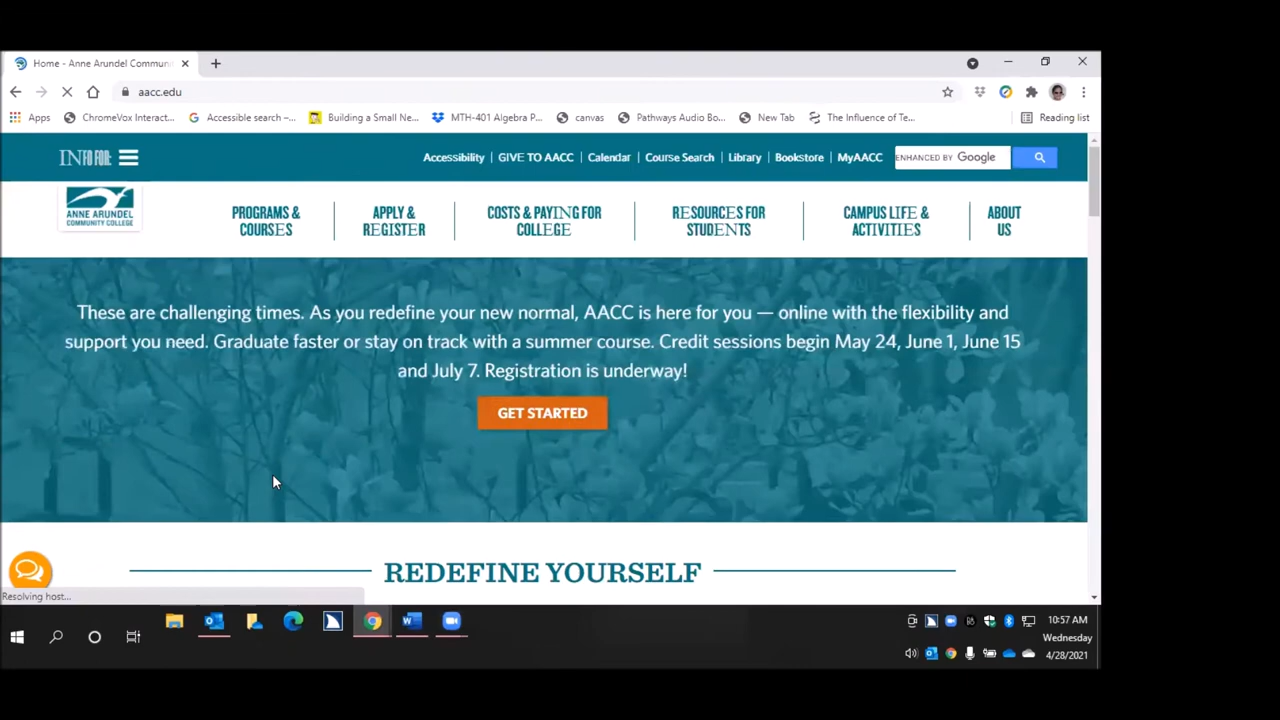 Home - Anne Arundel Commun
aacc.edu
Apps
ChromeVox Interact...
Accessible search –...
Building a Small Ne...
MTH-401 Algebra P...
canvas
Pathways Audio Bo...
New Tab
The Influence of Te...
Reading list
INFO FOR:
Accessibility | GIVE TO AACC | Calendar | Course Search | Library | Bookstore | MyAACC
ENHANCED BY Google
ANNE ARUNDEL
COMMUNITY COLLEGE
PROGRAMS &
COURSES
APPLY &
REGISTER
COSTS & PAYING FOR
COLLEGE
RESOURCES FOR
STUDENTS
CAMPUS LIFE &
ACTIVITIES
ABOUT
US
These are challenging times. As you redefine your new normal, AACC is here for you — online with the flexibility and
support you need. Graduate faster or stay on track with a summer course. Credit sessions begin May 24, June 1, June 15
and July 7. Registration is underway!
GET STARTED
REDEFINE YOURSELF
Resolving host...
10:57 AM
Wednesday
4/28/2021